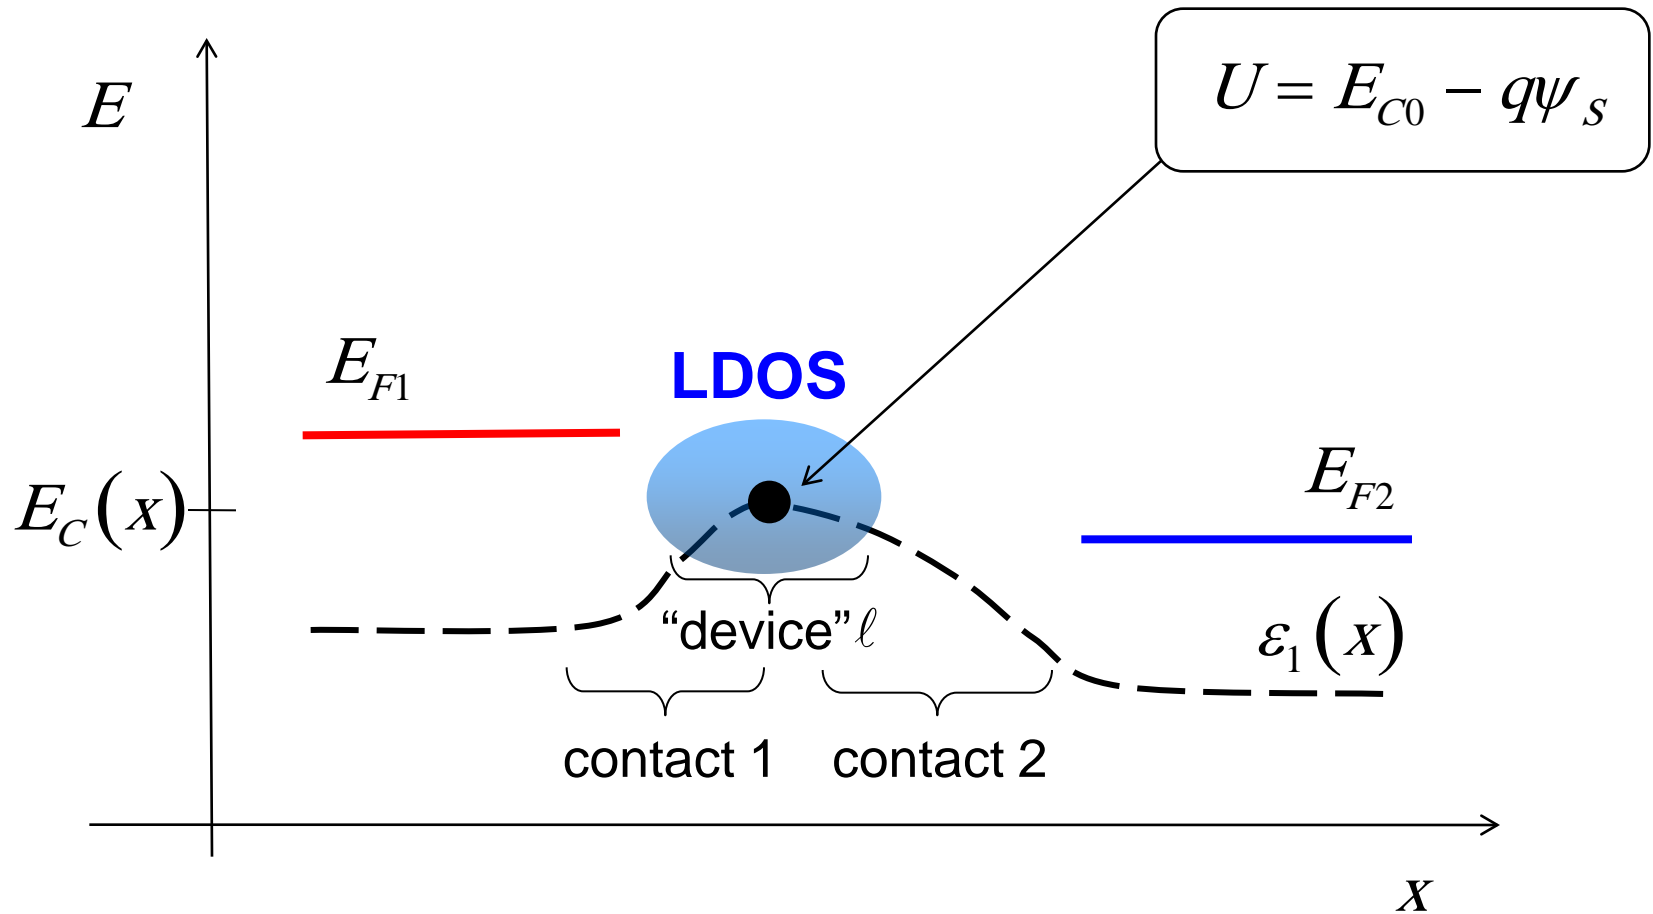 U = E_{C0} − qψ_S
E
E_{F1}
LDOS
E_C(x)
E_{F2}
“device” ℓ
ε_1(x)
contact 1
contact 2
x